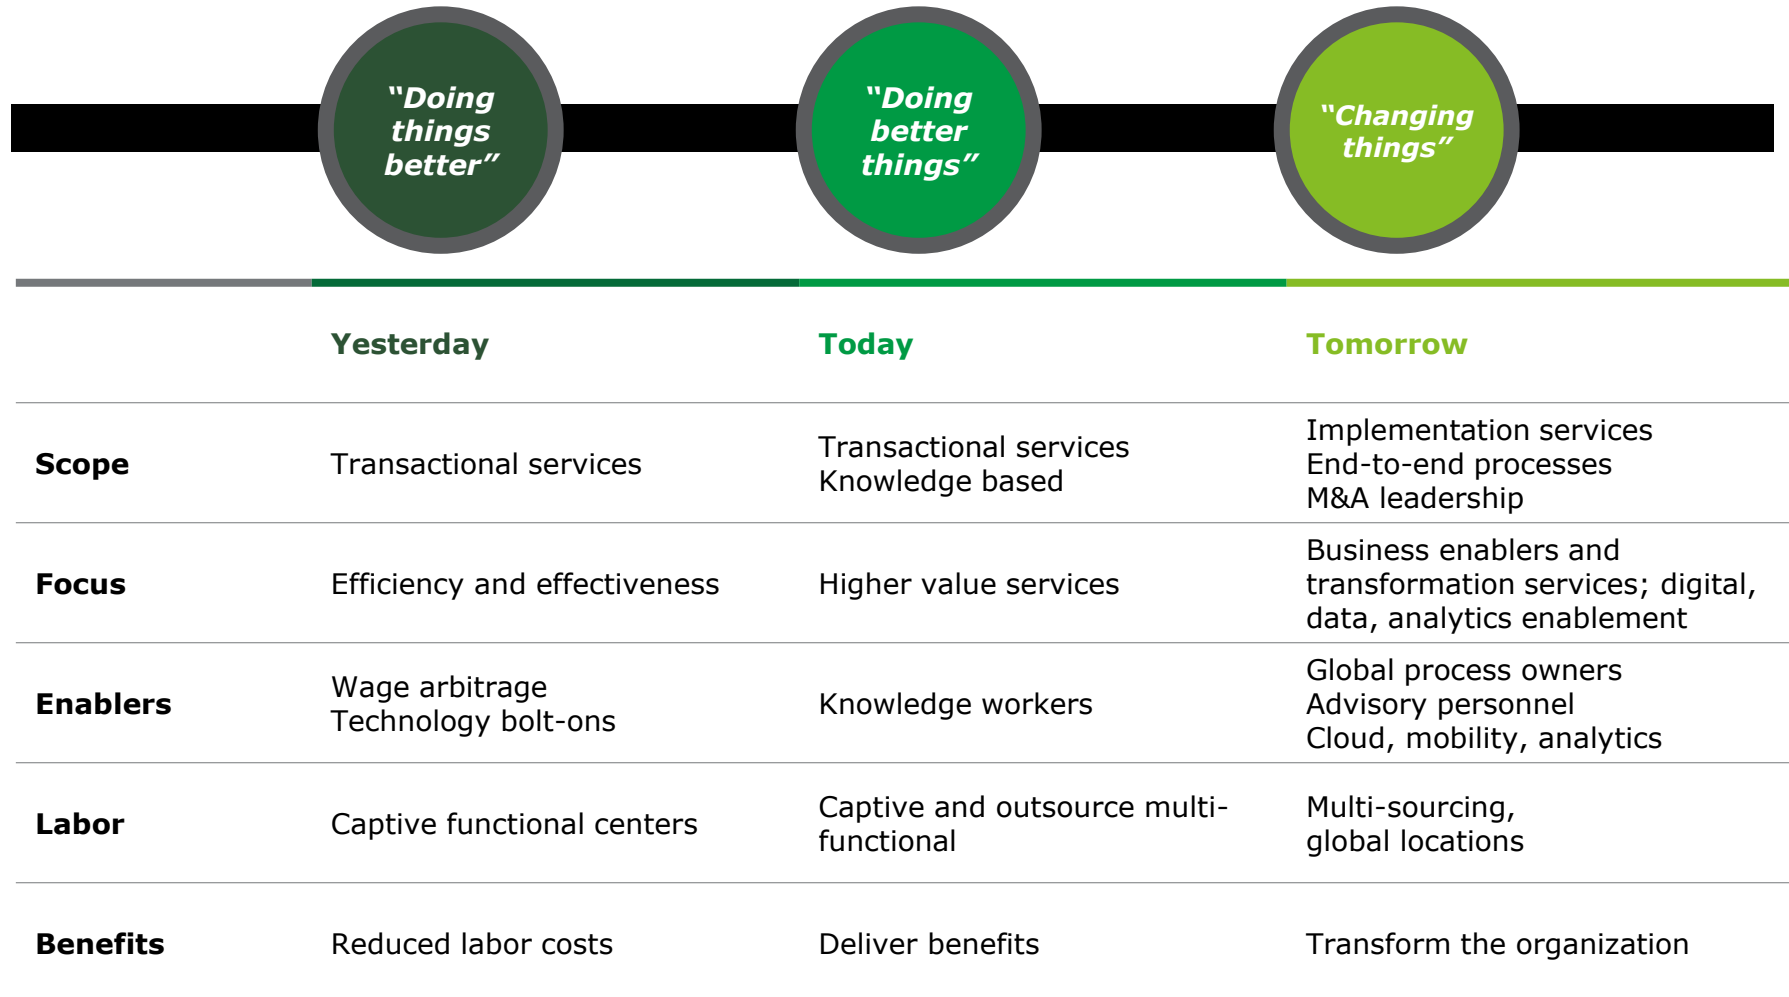 “Doing
things
better”
“Doing
better
things”
“Changing
things”
Yesterday
Today
Tomorrow
Scope
Transactional services
Transactional services
Knowledge based
Implementation services
End-to-end processes
M&A leadership
Focus
Efficiency and effectiveness
Higher value services
Business enablers and
transformation services; digital,
data, analytics enablement
Enablers
Wage arbitrage
Technology bolt-ons
Knowledge workers
Global process owners
Advisory personnel
Cloud, mobility, analytics
Labor
Captive functional centers
Captive and outsource multi-
functional
Multi-sourcing,
global locations
Benefits
Reduced labor costs
Deliver benefits
Transform the organization